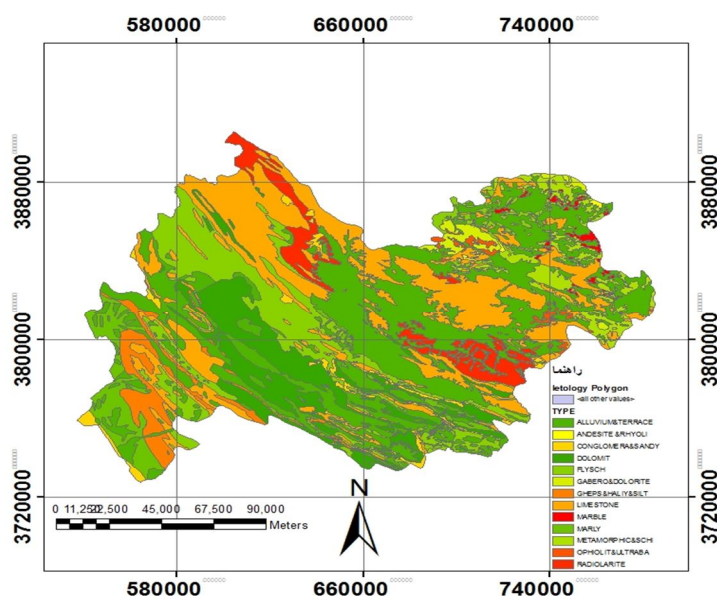 580000 660000 740000
3880000
3800000
3720000
3880000
3800000
3720000
راهنما
letology Polygon
<all other values>
TYPE
ALLUVIUM&TERRACE
ANDESITE &RHYOLI
CONGLOMERA&SANDY
DOLOMIT
FLYSCH
GABERO&DOLORITE
GHEPS&HALIY&SILT
LIMESTONE
MARBLE
MARLY
METAMORPHIC&SCHI
OPHOLIT&ULTRABA
RADIOLARITE
N
0 11,250 22,500 45,000 67,500 90,000
Meters
580000 660000 740000